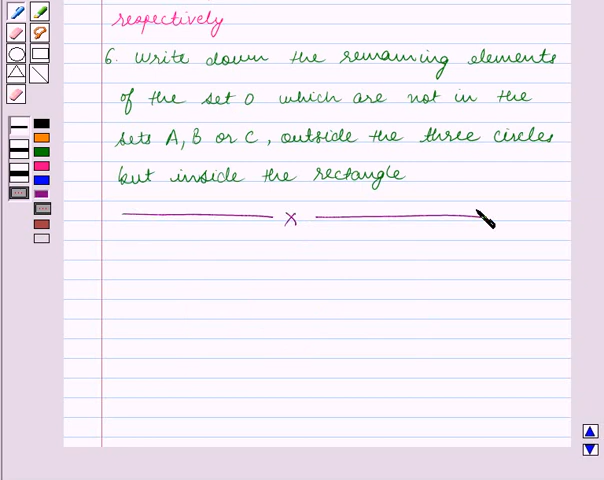 respectively
6. Write down the remaining elements
of the set O which are not in the
sets A, B or C, outside the three circles
but inside the rectangle
x